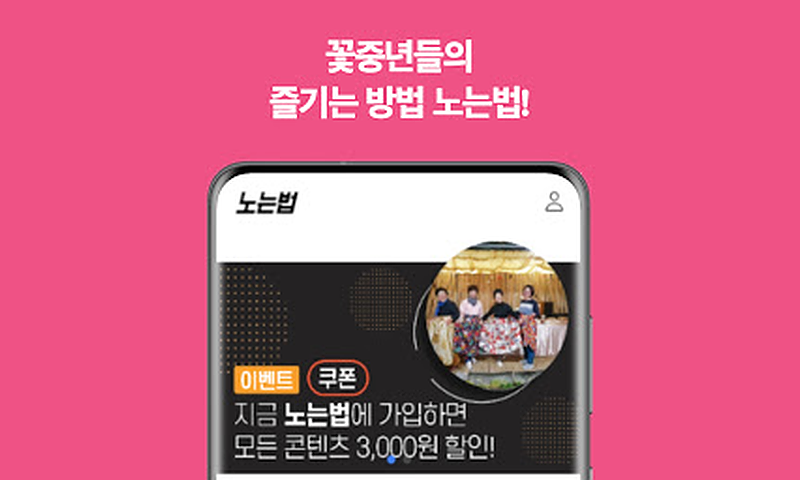 꽃중년들의
즐기는 방법 노는법!
노는법
이벤트 쿠폰
지금 노는법에 가입하면
모든 콘텐츠 3,000원 할인!